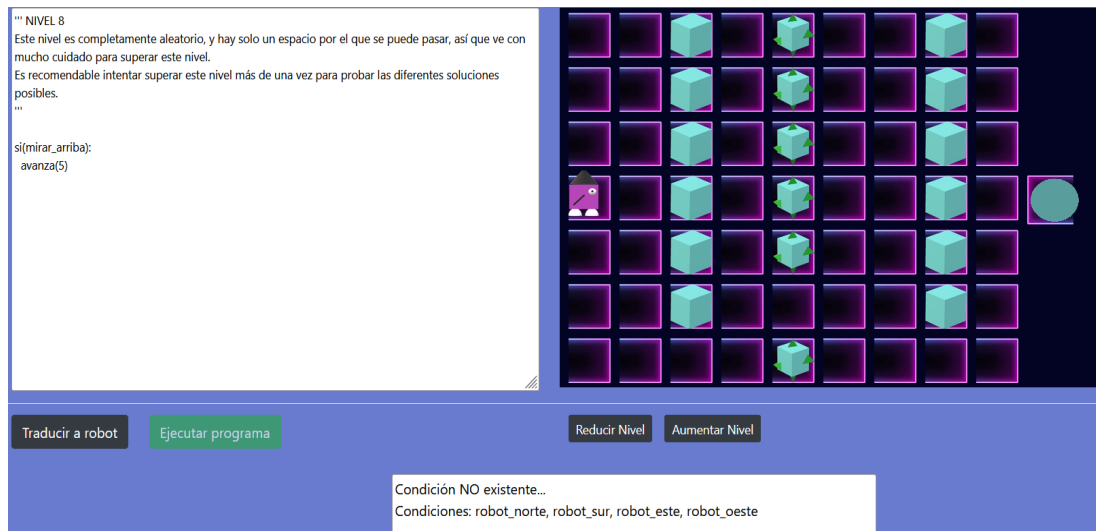 ''' NIVEL 8
Este nivel es completamente aleatorio, y hay solo un espacio por el que se puede pasar, así que ve con
mucho cuidado para superar este nivel.
Es recomendable intentar superar este nivel más de una vez para probar las diferentes soluciones
posibles.
'''
si(mirar_arriba):
avanza(5)
Traducir a robot
Ejecutar programa
Reducir Nivel
Aumentar Nivel
Condición NO existente...
Condiciones: robot_norte, robot_sur, robot_este, robot_oeste